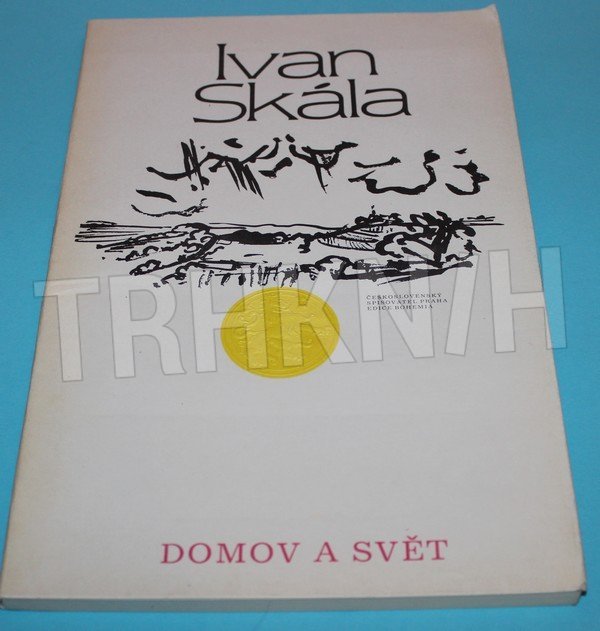 Ivan
Skála
ČESKOSLOVENSKÝ
SPISOVATEL PRAHA
EDICE BOHEMIA
TRHKNIH
DOMOV A SVĚT